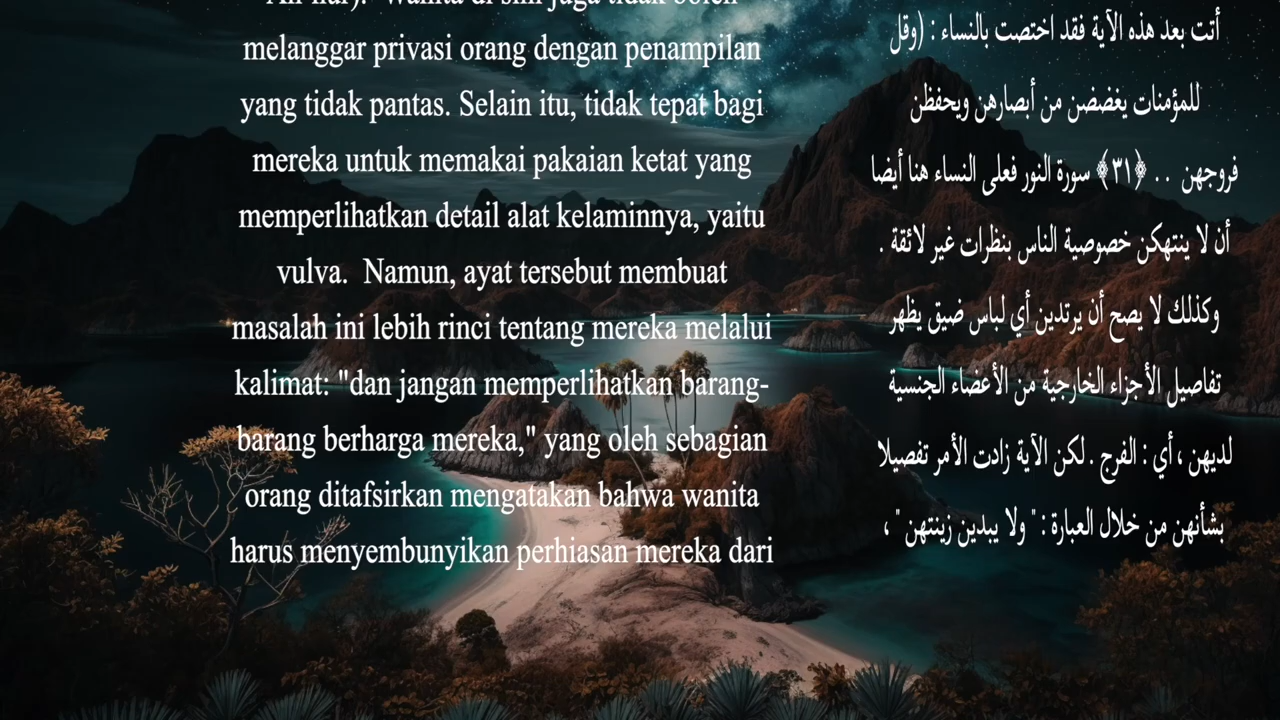 melanggar privasi orang dengan penampilan
yang tidak pantas. Selain itu, tidak tepat bagi
mereka untuk memakai pakaian ketat yang
memperlihatkan detail alat kelaminnya, yaitu
vulva.  Namun, ayat tersebut membuat
masalah ini lebih rinci tentang mereka melalui
kalimat: "dan jangan memperlihatkan barang-
barang berharga mereka," yang oleh sebagian
orang ditafsirkan mengatakan bahwa wanita
harus menyembunyikan perhiasan mereka dari
أتت بعد هذه الآية فقد اختصت بالنساء : (وقل
للمؤمنات يغضضن من أبصارهن ويحفظن
فروجهن . . ﴿٣١﴾ سورة النور فعلى النساء هنا أيضا
أن لا ينتهكن خصوصية الناس بنظرات غير لائقة .
وكذلك لا يصح أن يرتدين أي لباس ضيق يظهر
تفاصيل الأجزاء الخارجية من الأعضاء الجنسية
لديهن ، أي : الفرج . لكن الآية زادت الأمر تفصيلا
بشأنهن من خلال العبارة : " ولا يبدين زينتهن " ،